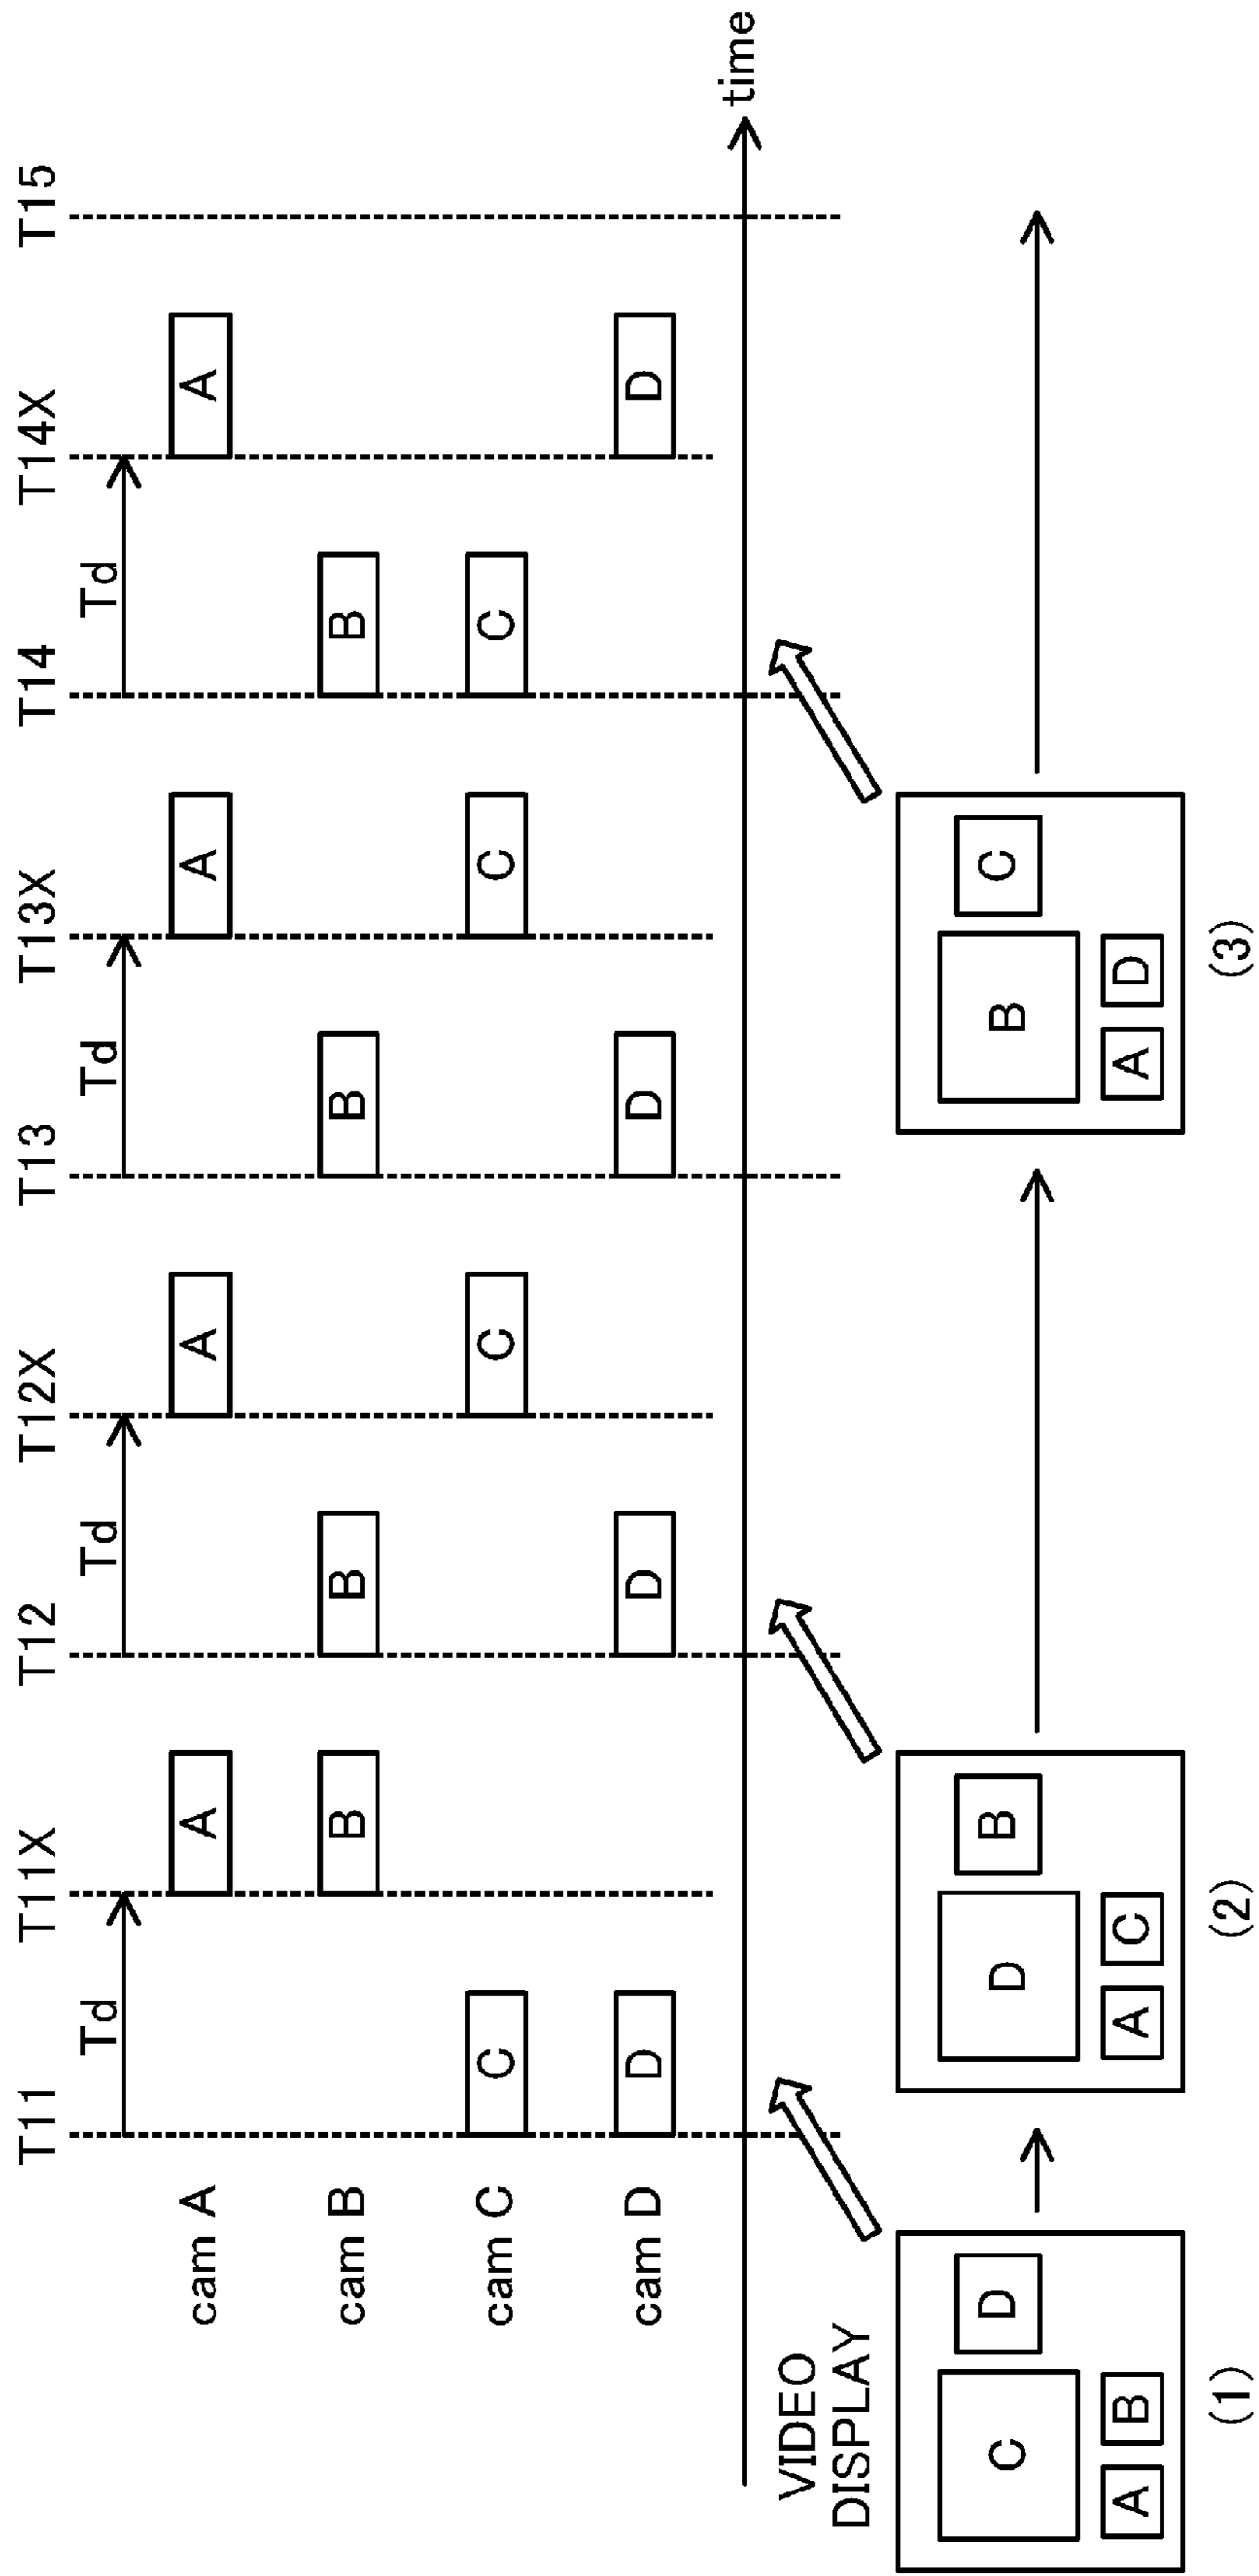 T11 T11X T12 T12X T13 T13X T14 T14X T15
Td Td Td Td
cam A A A A A
cam B B B B B
cam C C C C C
cam D D D D D
time
VIDEO
DISPLAY
C D D B B C
A B A C A D
(1) (2) (3)